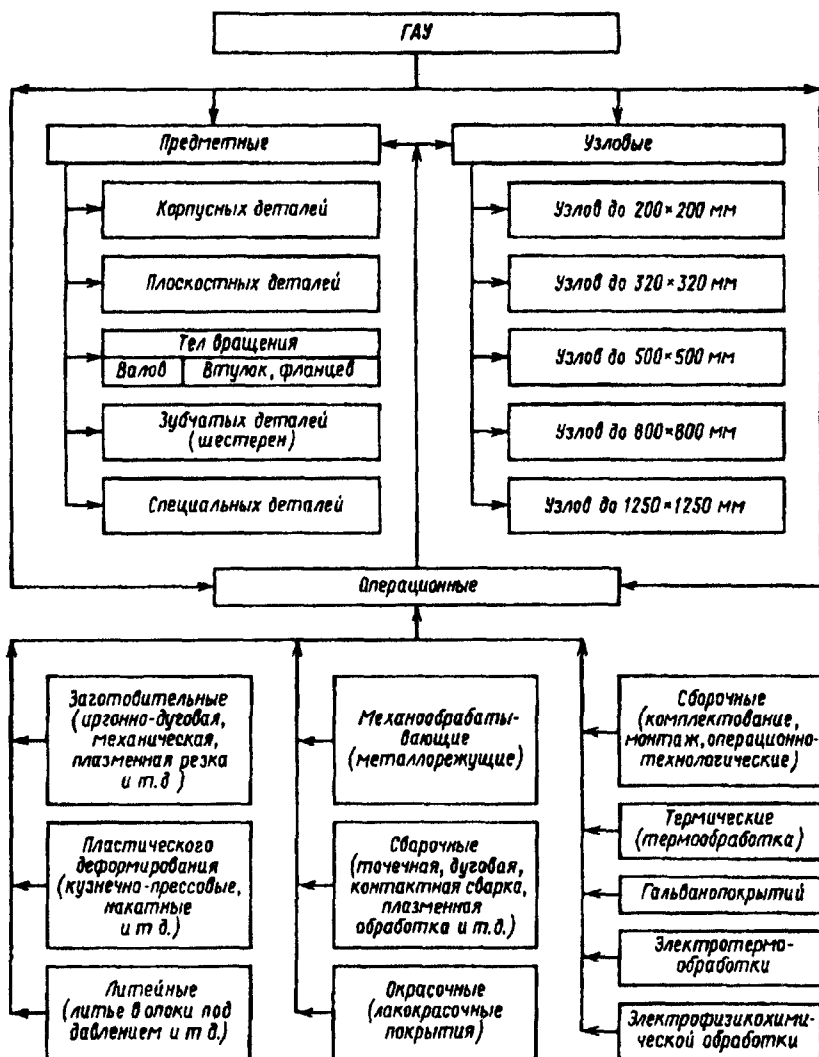 ГАУ
Предметные
Узловые
Корпусных деталей
Плоскостных деталей
Тел вращения
Валов
Втулок, фланцев
Зубчатых деталей
(шестерен)
Специальных деталей
Узлов до 200×200 мм
Узлов до 320×320 мм
Узлов до 500×500 мм
Узлов до 800×800 мм
Узлов до 1250×1250 мм
Операционные
Заготовительные
(иргонно-дуговая,
механическая,
плазменная резка
и т.д)
Пластического
деформирования
(кузнечно-прессовые,
накатные
и т д.)
Литейные
(литье в опоки под
давлением и т д.)
Механообрабаты-
вающие
(металлорежущие)
Сварочные
(точечная, дуговая,
контактная сварка,
плазменная
обработка и т.д.)
Окрасочные
(лакокрасочные
покрытия)
Сборочные
(комплектование,
монтаж, операционно-
технологические)
Термические
(термообработка)
Гальванопокрытий
Электротермо-
обработки
Электрофизикохими-
ческой обработки